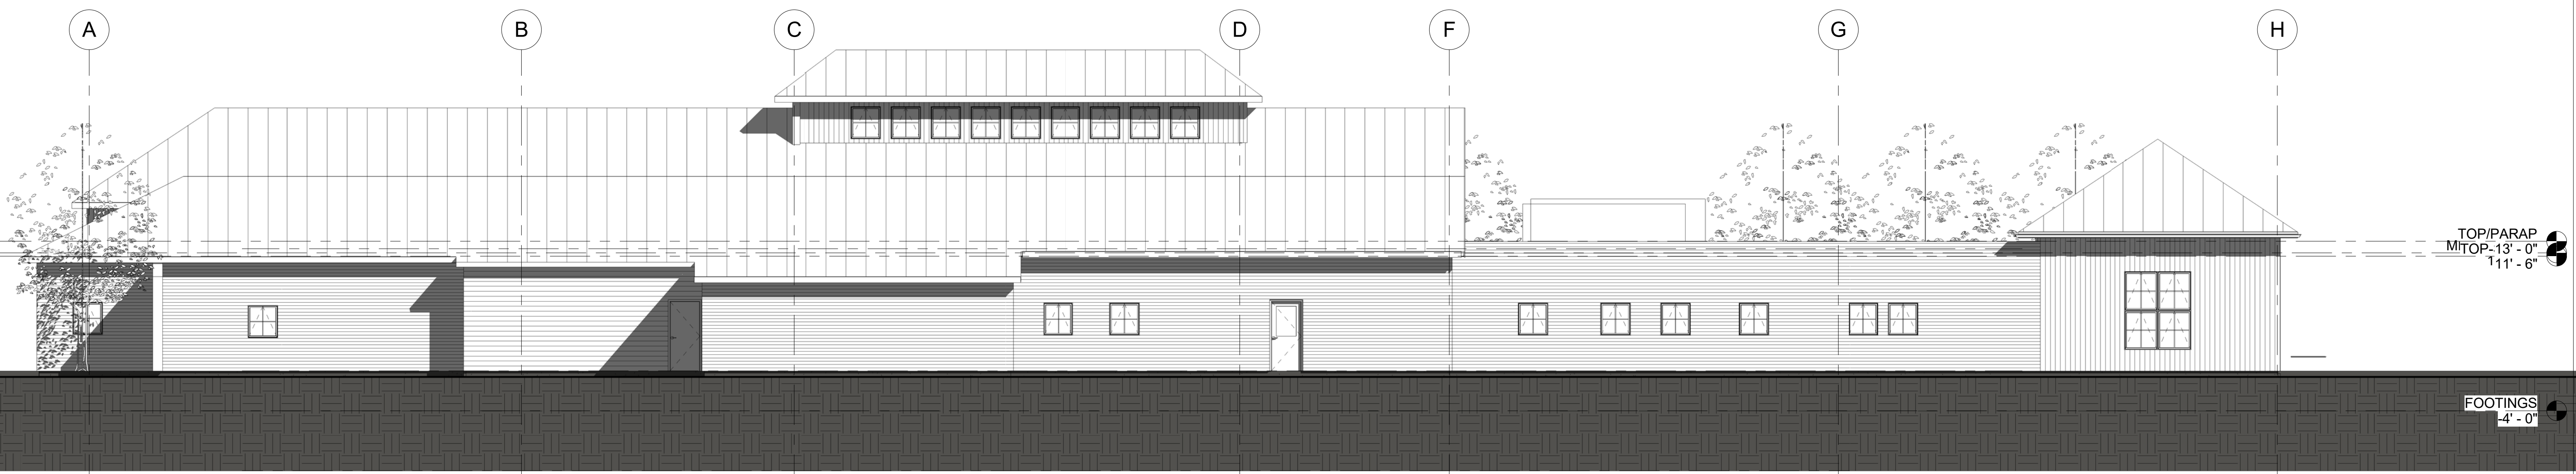 A
B
C
D
F
G
H
TOP/PARAP
TOP-13' - 0"
11' - 6"
FOOTINGS
-4' - 0"